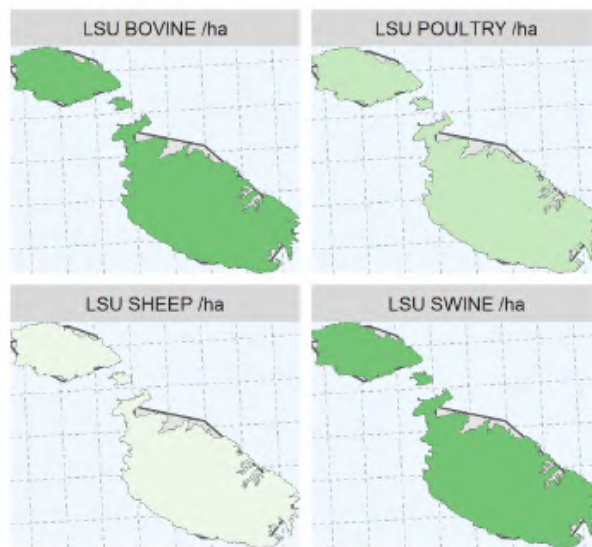 LSU BOVINE /ha
LSU POULTRY /ha
LSU SHEEP /ha
LSU SWINE /ha